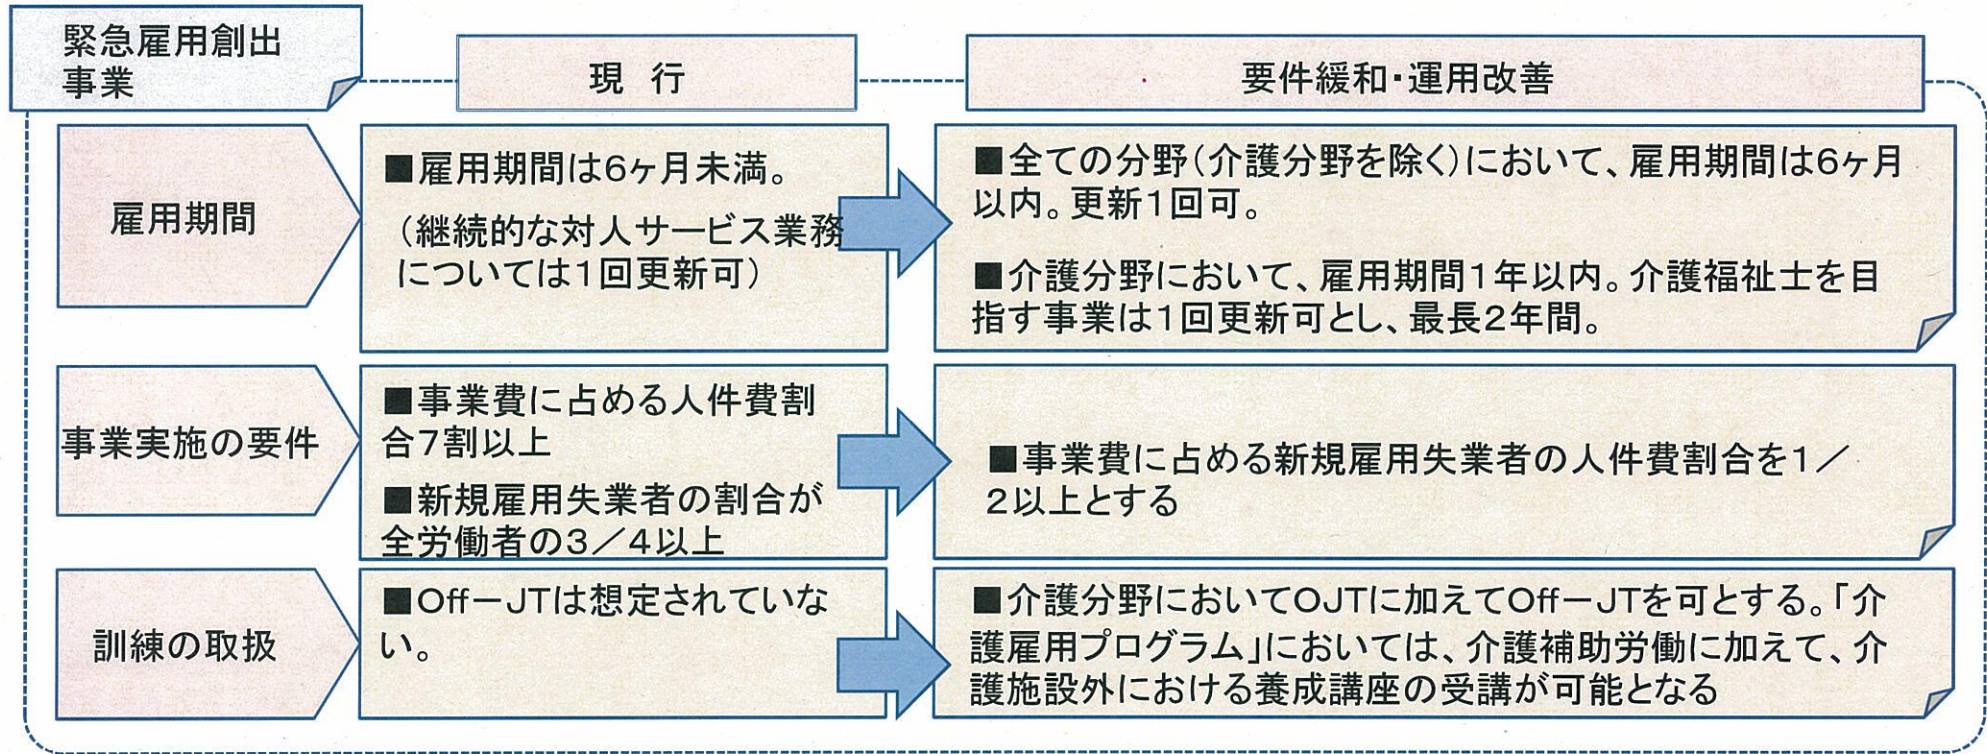 緊急雇用創出
事業
現 行
要件緩和・運用改善
雇用期間
■雇用期間は6ヶ月未満。
（継続的な対人サービス業務
については1回更新可）
■全ての分野（介護分野を除く）において、雇用期間は6ヶ月
以内。更新1回可。
■介護分野において、雇用期間1年以内。介護福祉士を目
指す事業は1回更新可とし、最長2年間。
事業実施の要件
■事業費に占める人件費割
合7割以上
■新規雇用失業者の割合が
全労働者の3／4以上
■事業費に占める新規雇用失業者の人件費割合を1／
2以上とする
訓練の取扱
■Off－JTは想定されていな
い。
■介護分野においてOJTに加えてOff－JTを可とする。「介
護雇用プログラム」においては、介護補助労働に加えて、介
護施設外における養成講座の受講が可能となる